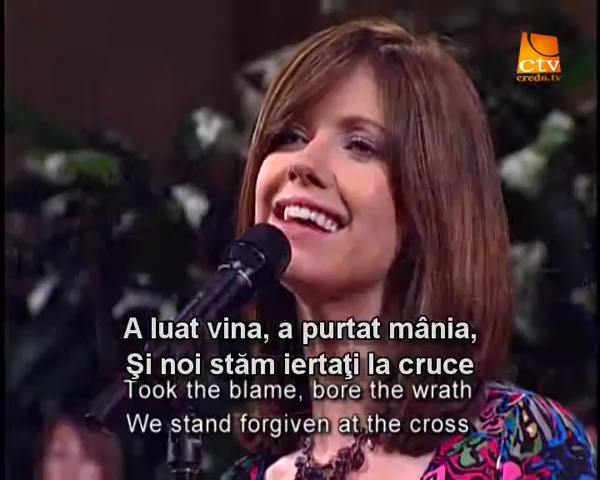 ctv
credo.tv
A luat vina, a purtat mânia,
Şi noi stăm iertaţi la cruce
Took the blame, bore the wrath
We stand forgiven at the cross